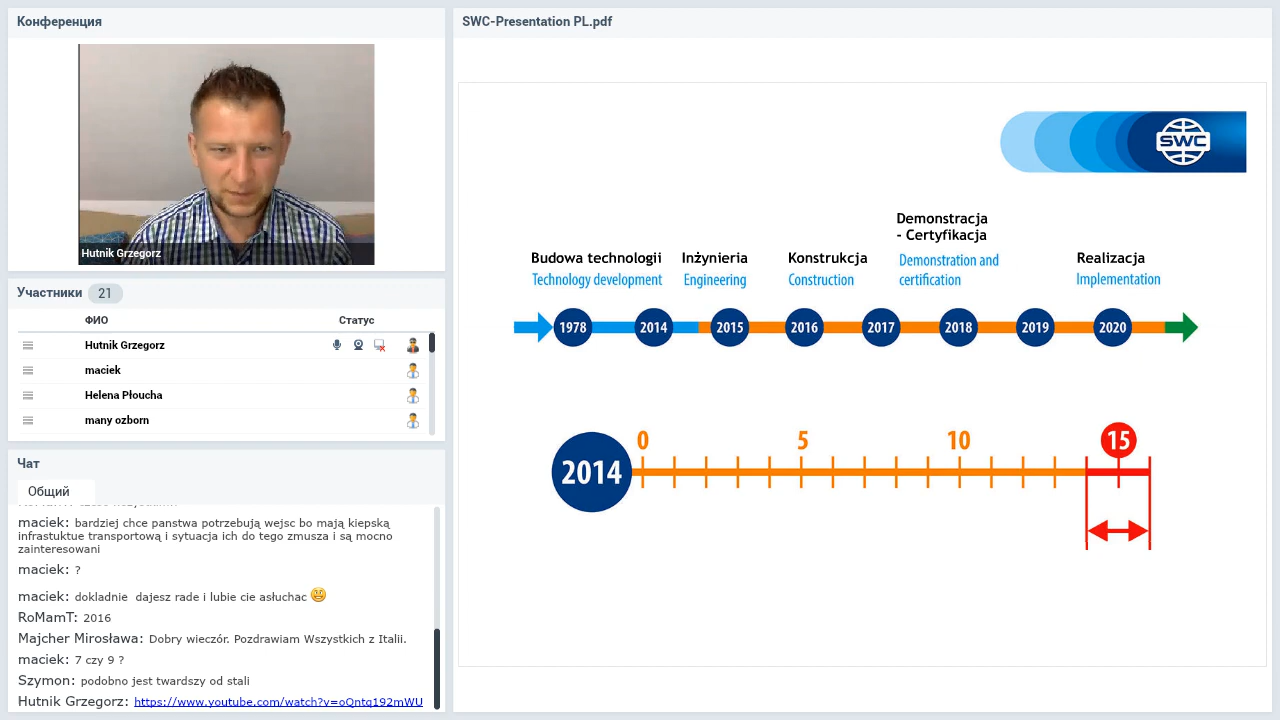 Конференция
Hutnik Grzegorz
Участники 21
ФИО Статус
Hutnik Grzegorz
maciek
Helena Płoucha
many ozborn
Чат
Общий
maciek: bardziej chce panstwa potrzebują wejsc bo mają kiepską
infrastuktue transportową i sytuacja ich do tego zmusza i są mocno
zainteresowani
maciek: ?
maciek: dokladnie dajesz rade i lubie cie asłuchac
RoMamT: 2016
Majcher Mirosława: Dobry wieczór. Pozdrawiam Wszystkich z Italii.
maciek: 7 czy 9 ?
Szymon: podobno jest twardszy od stali
Hutnik Grzegorz: https://www.youtube.com/watch?v=oQntq192mWU
SWC-Presentation PL.pdf
SWC
Demonstracja
- Certyfikacja
Budowa technologii Inżynieria Konstrukcja Realizacja
Demonstration and
certification
Technology development Engineering Construction Implementation
1978 2014 2015 2016 2017 2018 2019 2020
0 5 10 15
2014